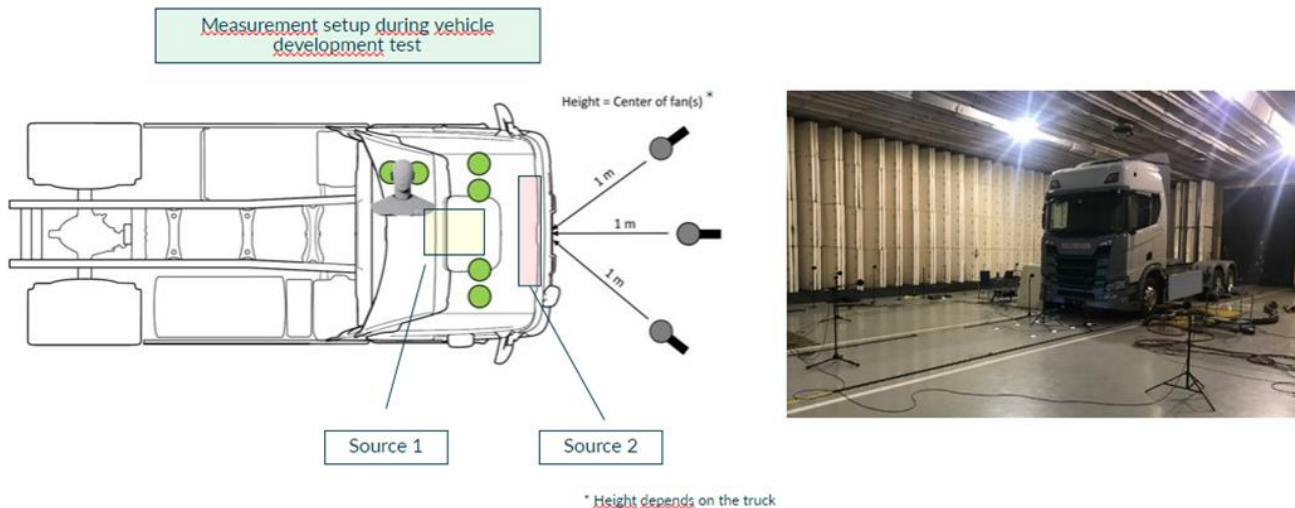 Measurement setup during vehicle
development test
Height = Center of fan(s) *
1 m
1 m
1 m
Source 1
Source 2
* Height depends on the truck